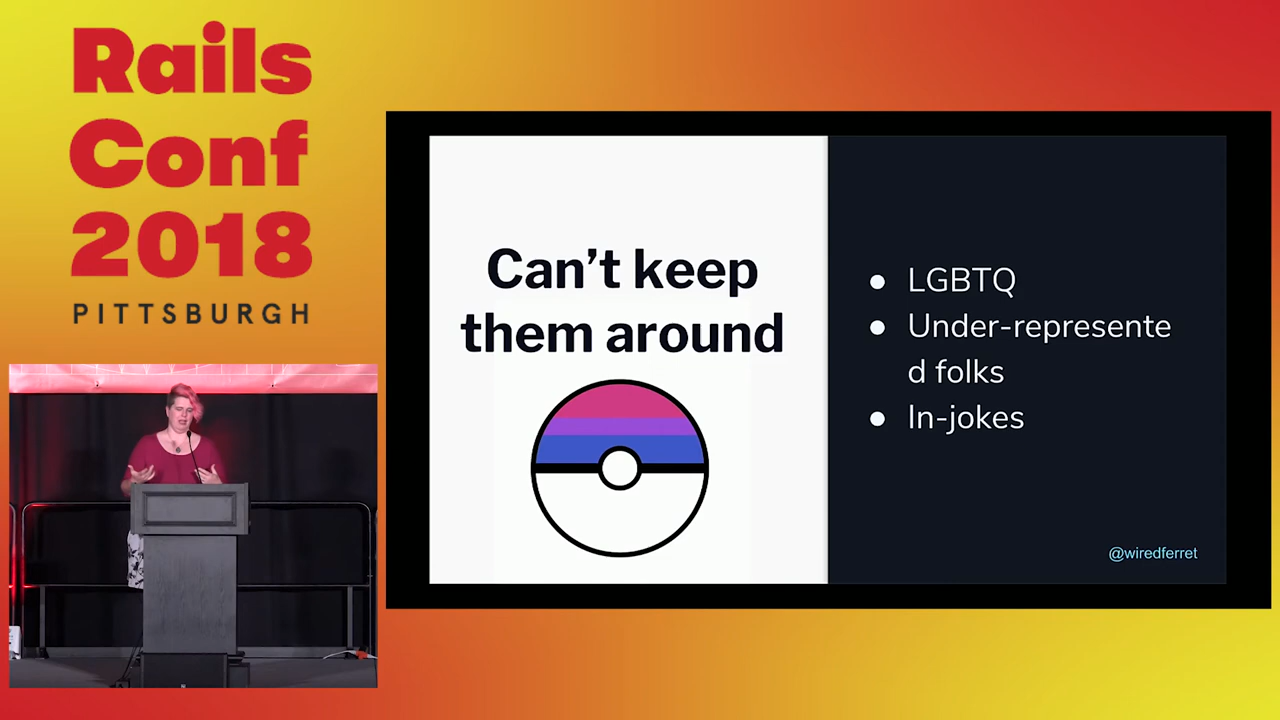 Rails
Conf
2018
PITTSBURGH
Can't keep
them around
● LGBTQ
● Under-represente
d folks
● In-jokes
@wiredferret